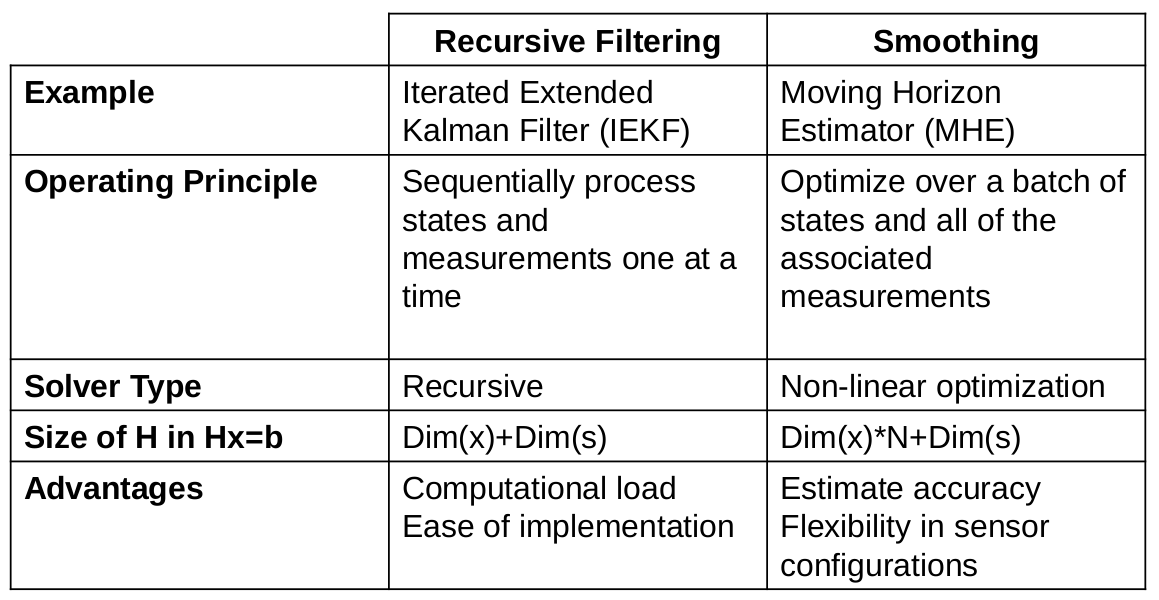 Recursive Filtering
Smoothing
Example
Iterated Extended
Kalman Filter (IEKF)
Moving Horizon
Estimator (MHE)
Operating Principle
Sequentially process
states and
measurements one at a
time
Optimize over a batch of
states and all of the
associated
measurements
Solver Type
Recursive
Non-linear optimization
Size of H in Hx=b
Dim(x)+Dim(s)
Dim(x)*N+Dim(s)
Advantages
Computational load
Ease of implementation
Estimate accuracy
Flexibility in sensor
configurations